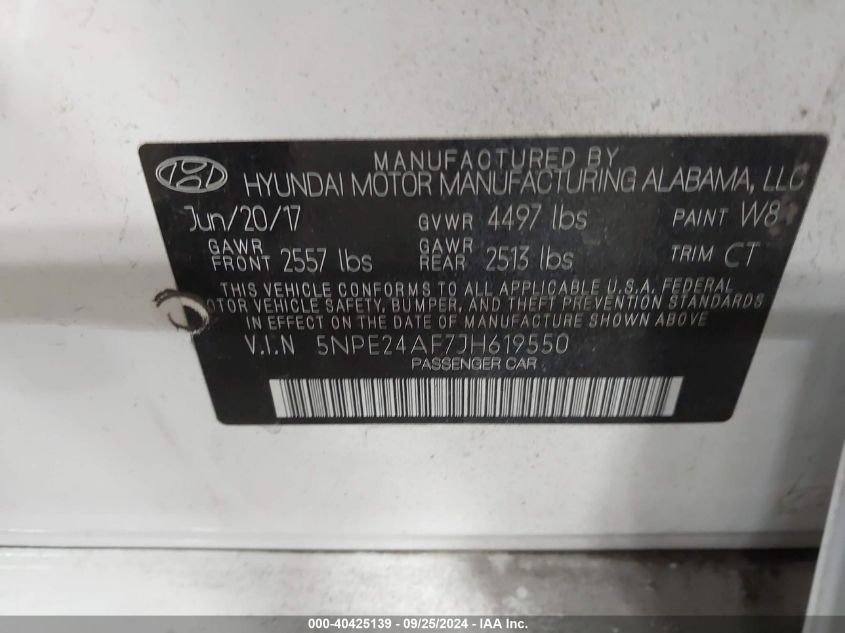 MANUFACTURED BY
HYUNDAI MOTOR MANUFACTURING ALABAMA, LLC
Jun/20/17 GVWR 4497 lbs PAINT W8
GAWR FRONT 2557 lbs GAWR REAR 2513 lbs TRIM CT
THIS VEHICLE CONFORMS TO ALL APPLICABLE U.S.A. FEDERAL
OTOR VEHICLE SAFETY, BUMPER, AND THEFT PREVENTION STANDARDS
IN EFFECT ON THE DATE OF MANUFACTURE SHOWN ABOVE
V.I.N 5NPE24AF7JH619550
PASSENGER CAR
000-40425139 - 09/25/2024 - IAA Inc.